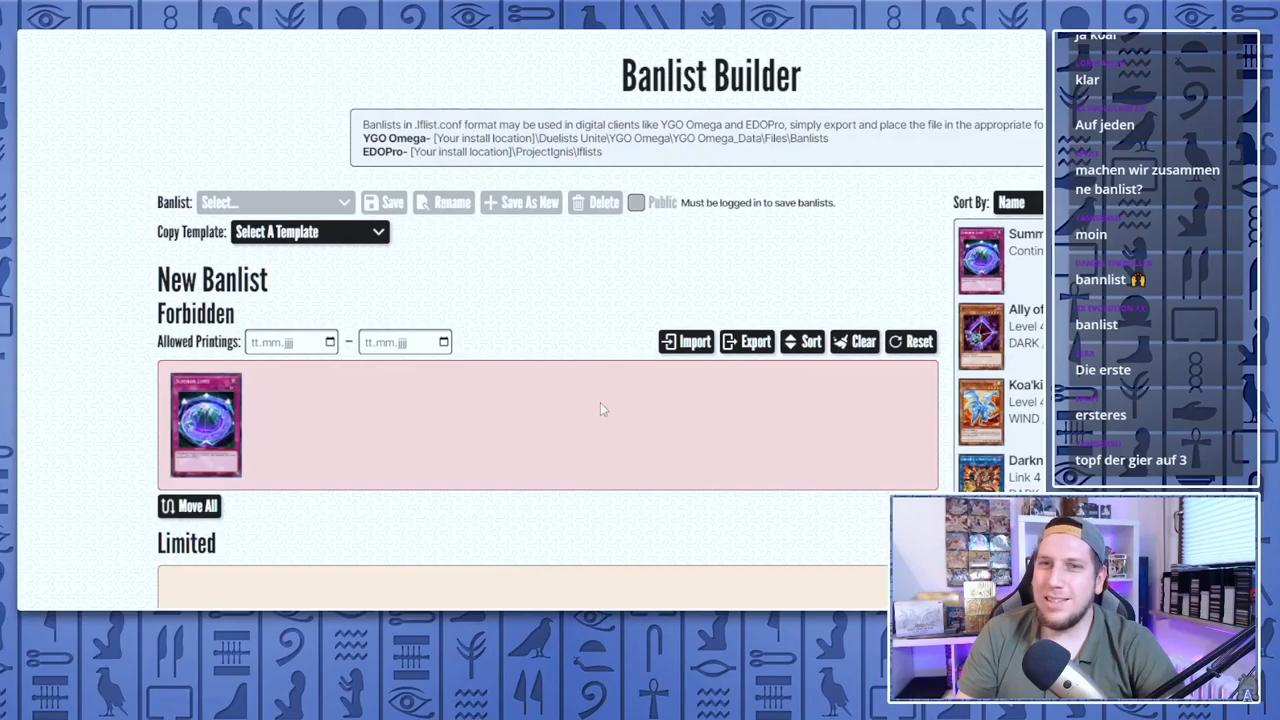 Banlist Builder
Banlists in .lflist.conf format may be used in digital clients like YGO Omega and EDOPro, simply export and place the file in the appropriate fo
YGO Omega- [Your install location]\Duelists Unite\YGO Omega\YGO Omega_Data\Files\Banlists
EDOPro- [Your install location]\ProjectIgnis\lflists
Banlist: Select... Save Rename Save As New Delete Public Must be logged in to save banlists.
Copy Template: Select A Template
New Banlist
Forbidden
Allowed Printings: tt.mm.jjjj – tt.mm.jjjj Import Export Sort Clear Reset
Move All
Limited
Sort By: Name
Summ
Contin
Ally of
Level 4
DARK
Koa'ki
Level 4
WIND
Darkn
Link 4
ja koar
klar
Auf jeden
machen wir zusammen
ne banlist?
moin
bannlist
banlist
Die erste
ersteres
topf der gier auf 3